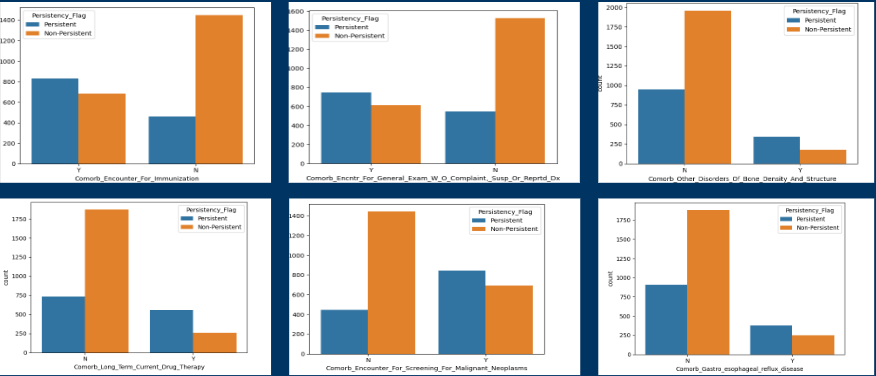 Persistency_Flag
Persistent
Non-Persistent
1400
1200
1000
800
600
400
200
0
Y N
Comorb_Encounter_For_Immunization
Persistency_Flag
Persistent
Non-Persistent
1600
1400
1200
1000
800
600
400
200
0
Y N
Comorb_Encntr_For_General_Exam_W_O_Complaint,_Susp_Or_Reprtd_Dx
Persistency_Flag
Persistent
Non-Persistent
2000
1750
1500
1250
1000
750
500
250
0
count
N Y
Comorb_Other_Disorders_Of_Bone_Density_And_Structure
Persistency_Flag
Persistent
Non-Persistent
1750
1500
1250
1000
750
500
250
0
count
N Y
Comorb_Long_Term_Current_Drug_Therapy
Persistency_Flag
Persistent
Non-Persistent
1400
1200
1000
800
600
400
200
0
N Y
Comorb_Encounter_For_Screening_For_Malignant_Neoplasms
Persistency_Flag
Persistent
Non-Persistent
1750
1500
1250
1000
750
500
250
0
count
N Y
Comorb_Gastro_esophageal_reflux_disease